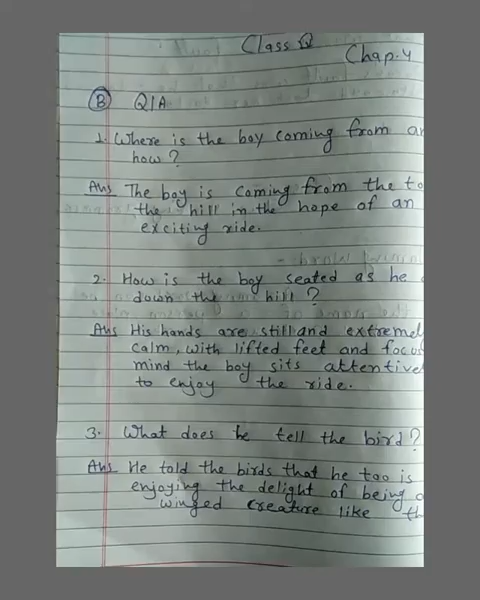 Class
Chap. 4
B Q1A
1. Where is the boy coming from
how?
Ans The boy is coming from the
the hill in the hope of an
exciting ride.
2. How is the boy seated as he
down the hill?
Ans His hands are still and
calm, with lifted feet and
mind the boy sits
to enjoy the ride.
3. What does he tell the bird?
Ans He told the birds that he too is
enjoying the delight of being
winged creature like